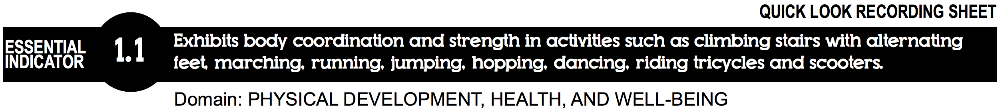 QUICK LOOK RECORDING SHEET
ESSENTIAL
INDICATOR
1.1
Exhibits body coordination and strength in activities such as climbing stairs with alternating
feet, marching, running, jumping, hopping, dancing, riding tricycles and scooters.
Domain: PHYSICAL DEVELOPMENT, HEALTH, AND WELL-BEING